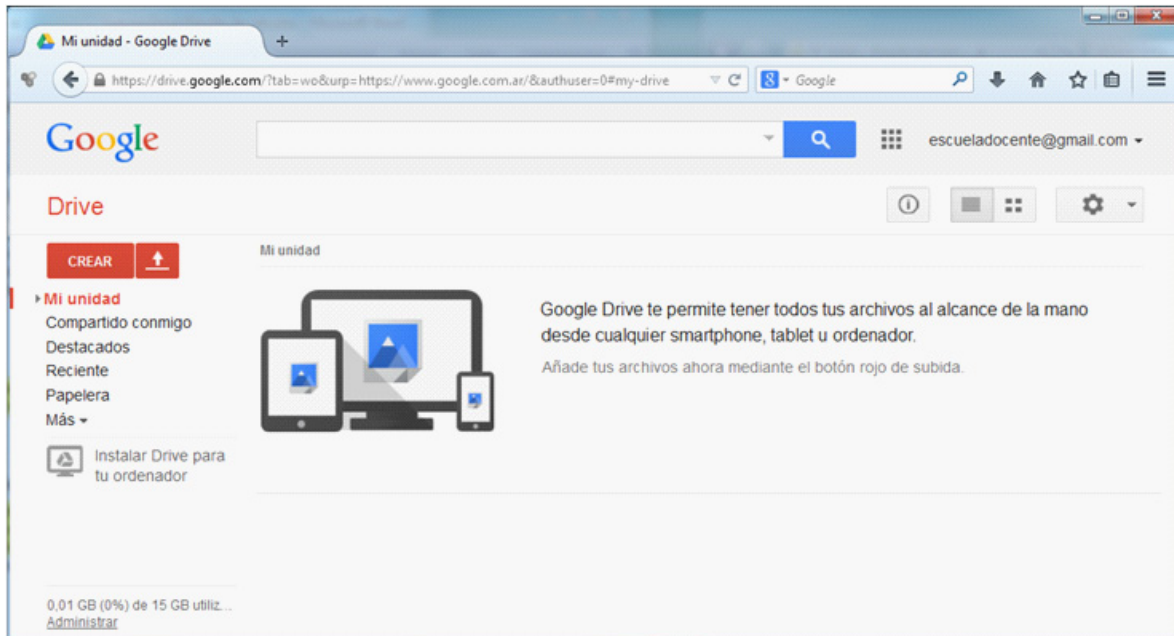 Mi unidad - Google Drive
https://drive.google.com/?tab=wo&urp=https://www.google.com.ar/&authuser=0#my-drive
8 Google
Google
escueladocente@gmail.com
Drive
CREAR
Mi unidad
Mi unidad
Compartido conmigo
Destacados
Reciente
Papelera
Más
Instalar Drive para
tu ordenador
Google Drive te permite tener todos tus archivos al alcance de la mano
desde cualquier smartphone, tablet u ordenador.
Añade tus archivos ahora mediante el botón rojo de subida.
0,01 GB (0%) de 15 GB utiliz...
Administrar